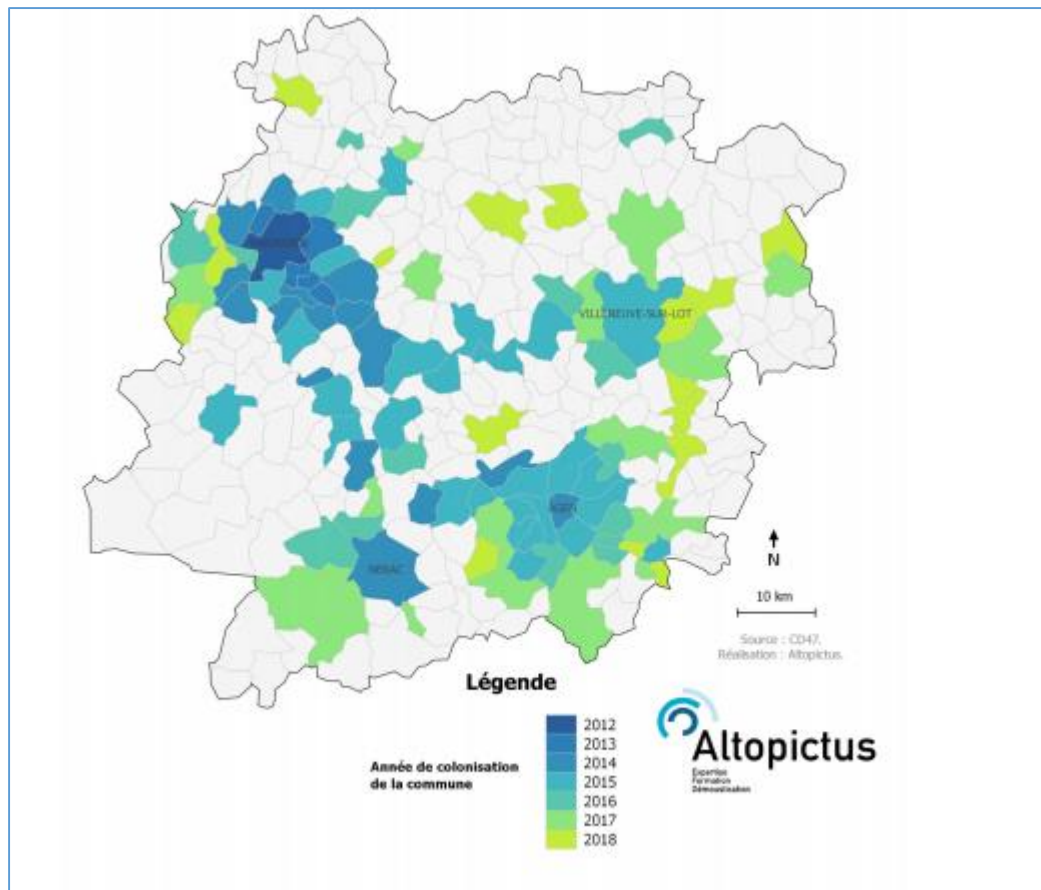 VILLENEUVE-SUR-LOT
AGEN
NERAC
N
10 km
Source : CD47.
Réalisation : Altopictus.
Légende
Année de colonisation
de la commune
2012
2013
2014
2015
2016
2017
2018
Altopictus
Expertise
Formation
Démoustication